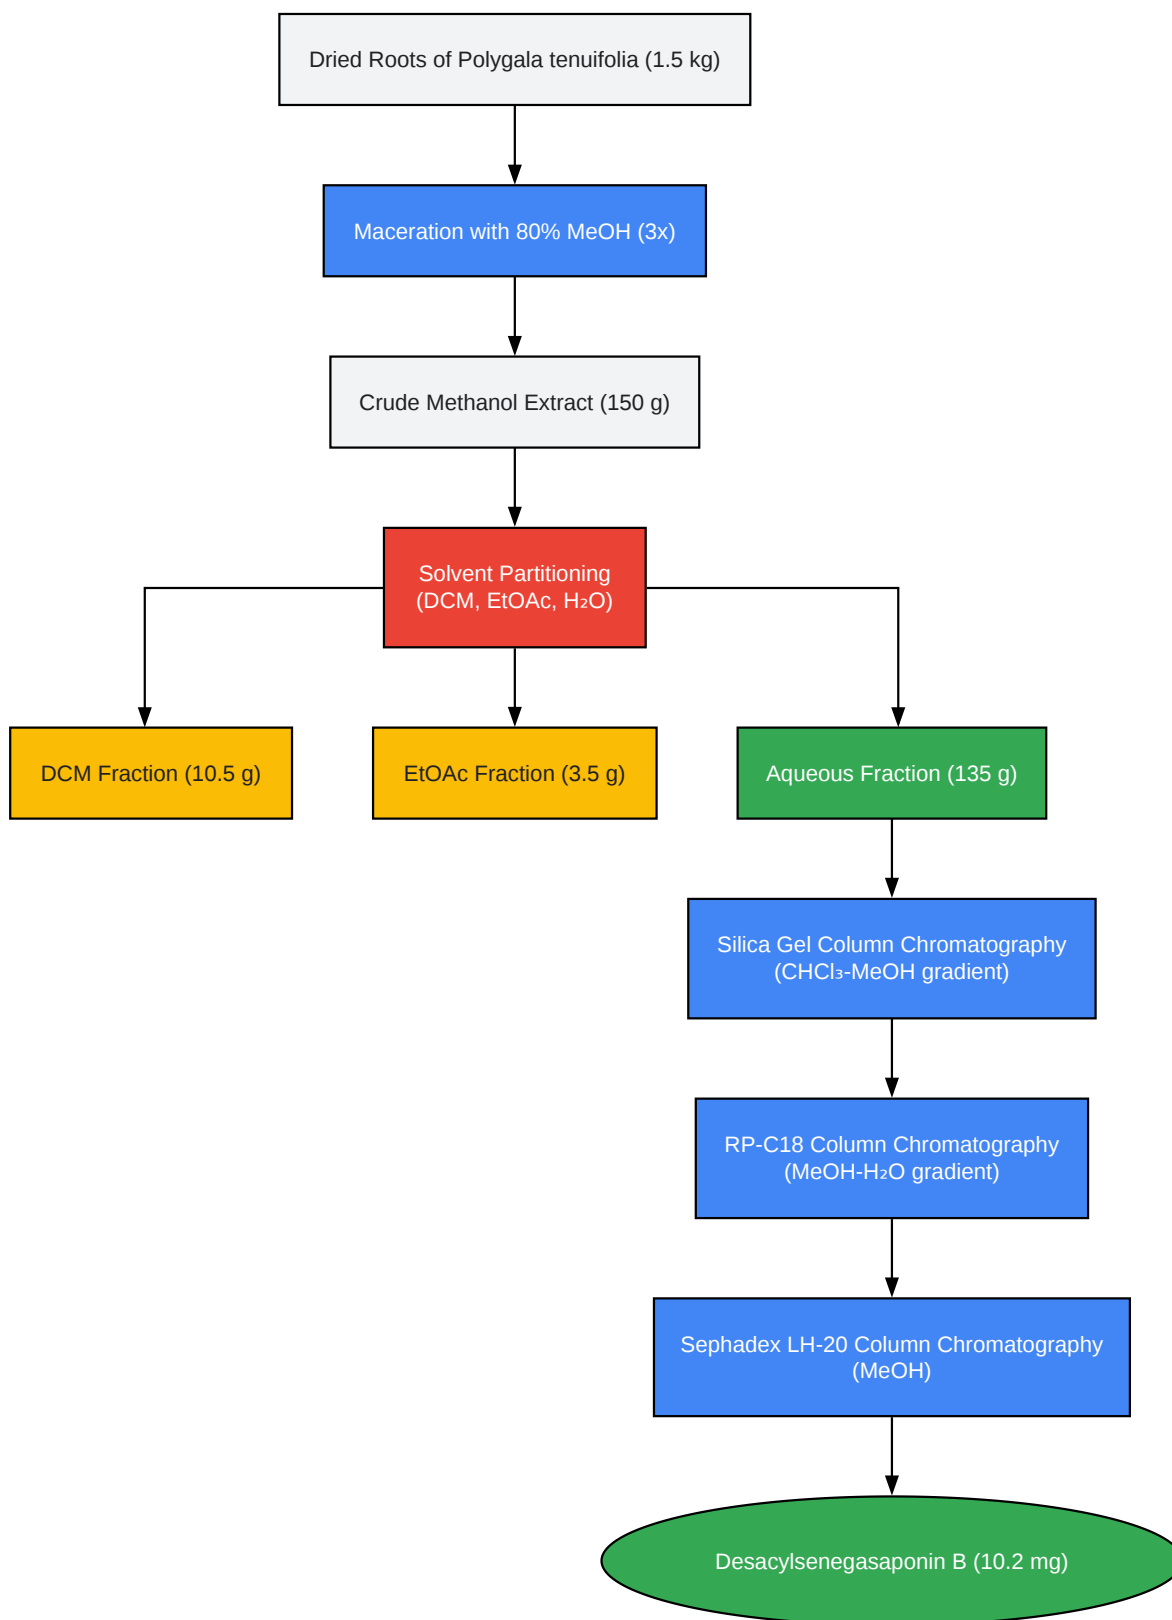 Dried Roots of Polygala tenuifolia (1.5 kg)
Maceration with 80% MeOH (3x)
Crude Methanol Extract (150 g)
Solvent Partitioning
(DCM, EtOAc, H₂O)
DCM Fraction (10.5 g)
EtOAc Fraction (3.5 g)
Aqueous Fraction (135 g)
Silica Gel Column Chromatography
(CHCl₃-MeOH gradient)
RP-C18 Column Chromatography
(MeOH-H₂O gradient)
Sephadex LH-20 Column Chromatography
(MeOH)
Desacylsenegasaponin B (10.2 mg)